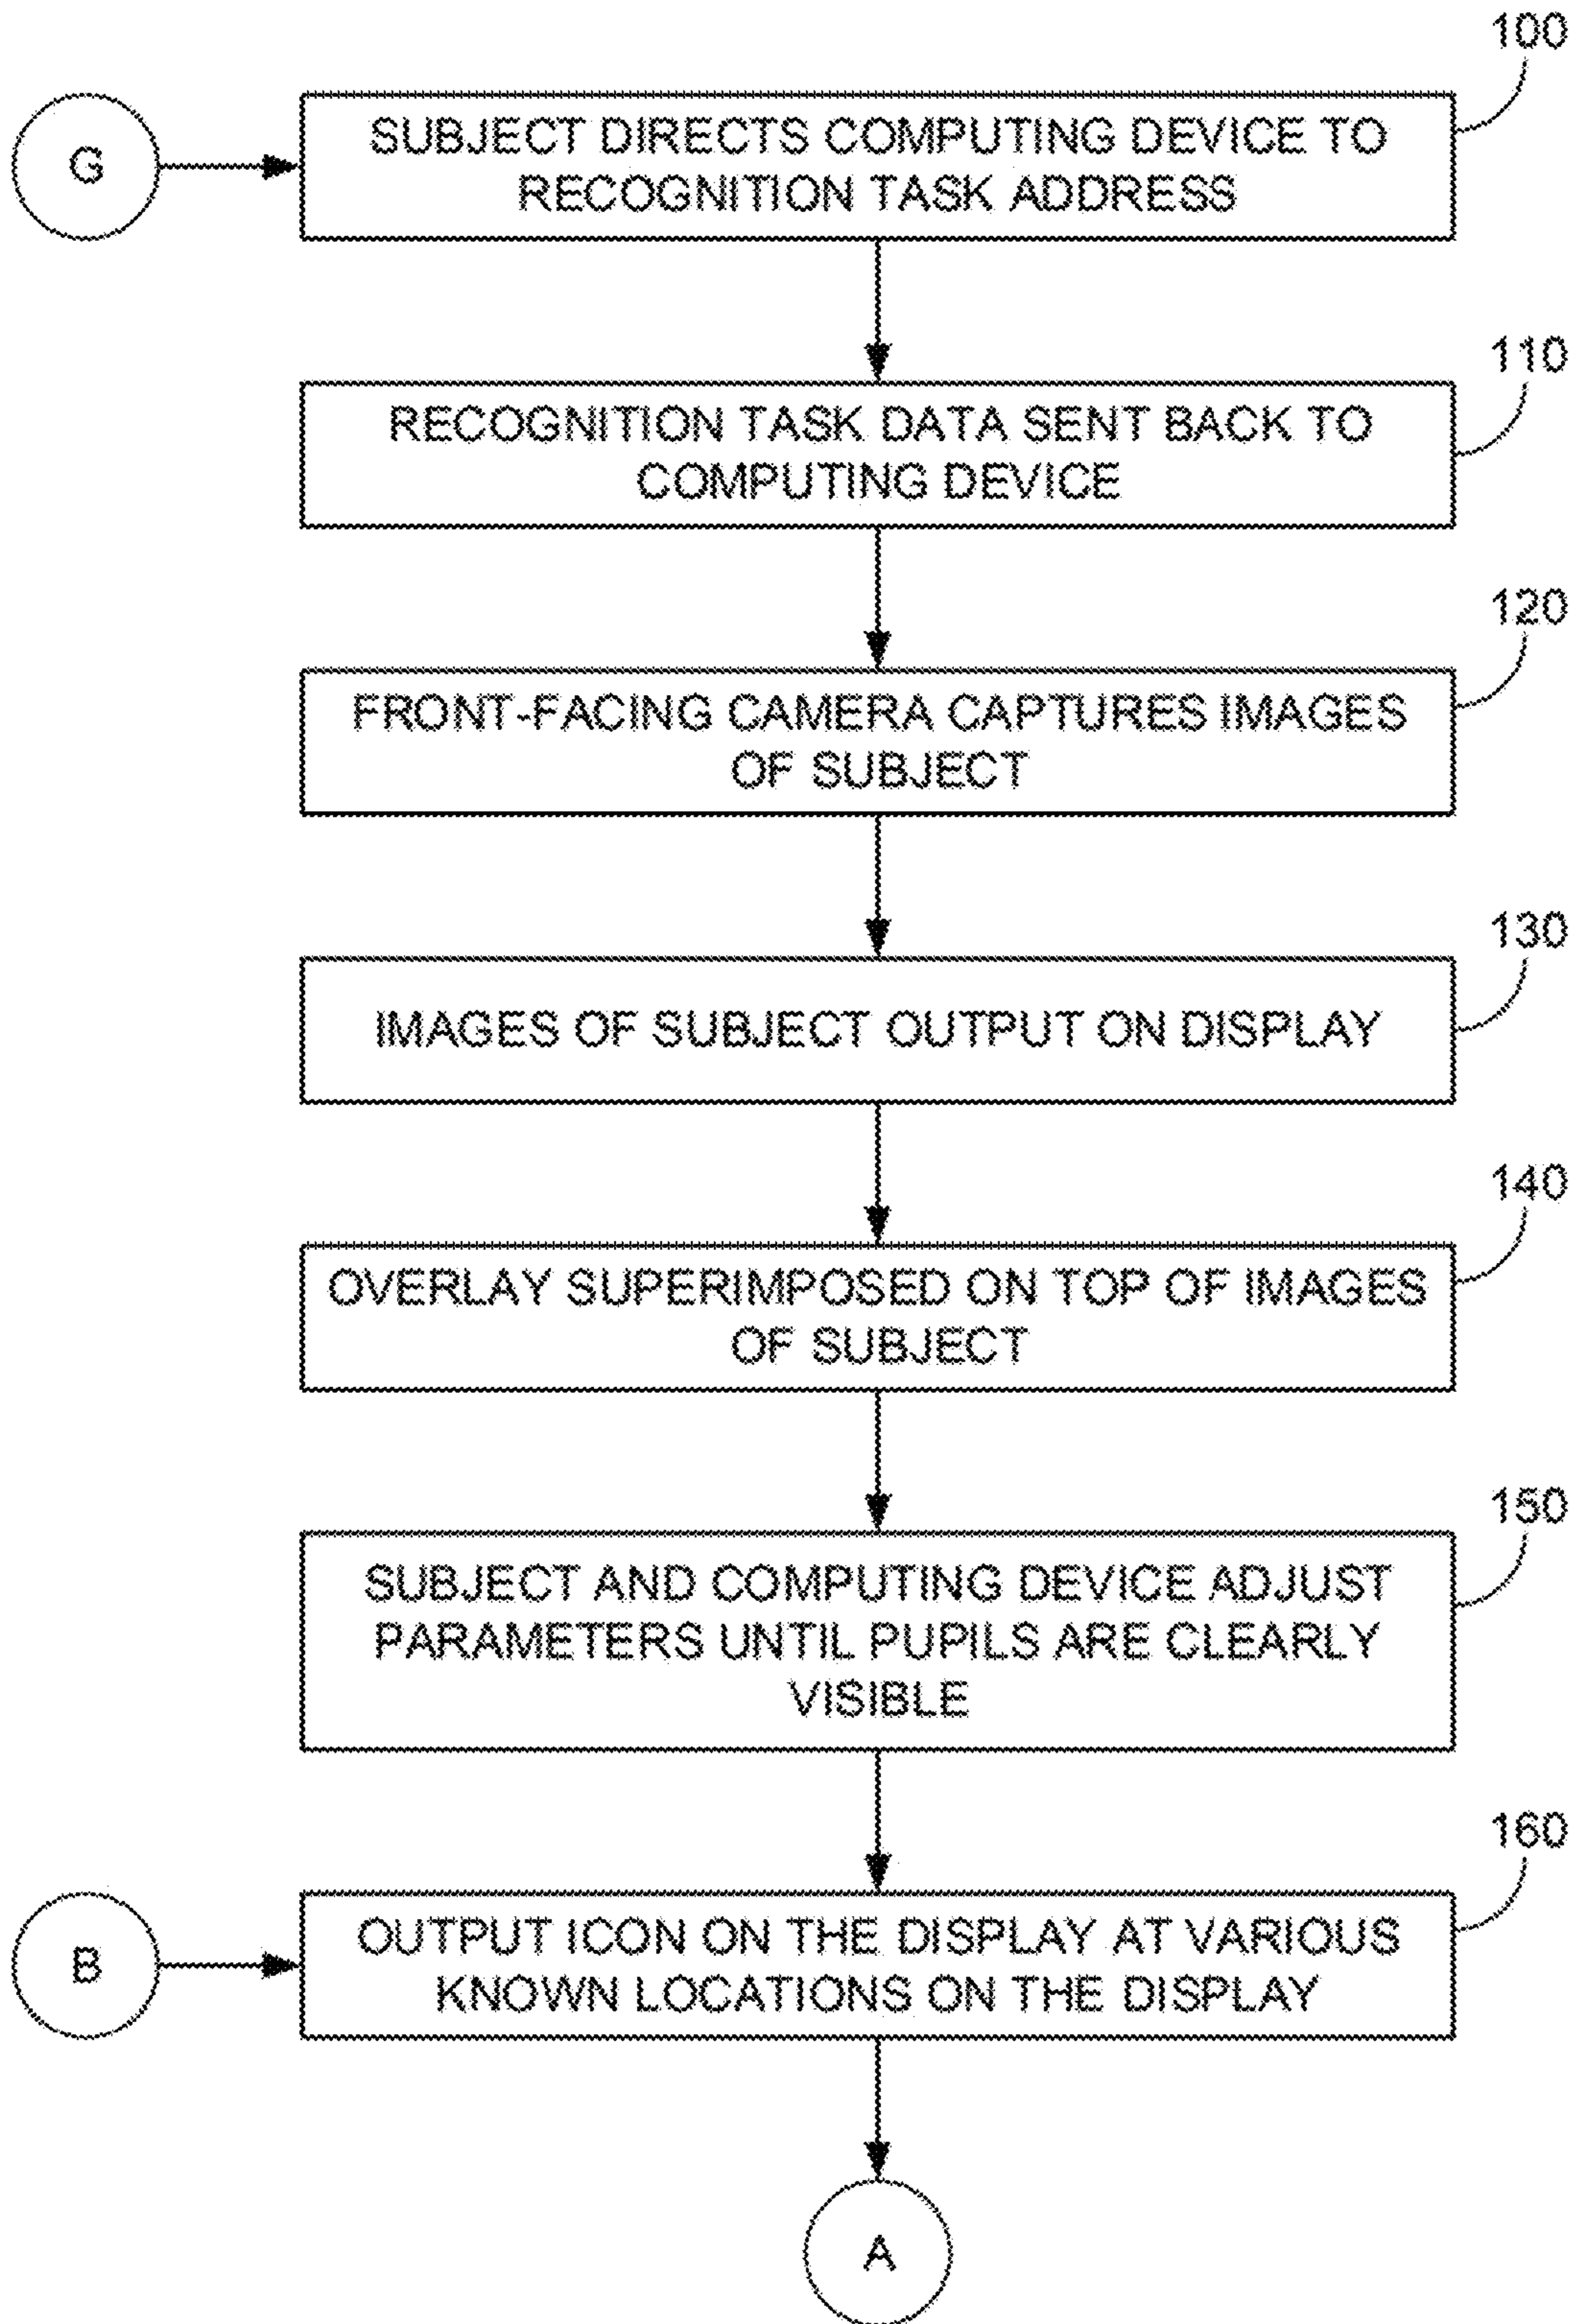 100
G
SUBJECT DIRECTS COMPUTING DEVICE TO
RECOGNITION TASK ADDRESS
110
RECOGNITION TASK DATA SENT BACK TO
COMPUTING DEVICE
120
FRONT-FACING CAMERA CAPTURES IMAGES
OF SUBJECT
130
IMAGES OF SUBJECT OUTPUT ON DISPLAY
140
OVERLAY SUPERIMPOSED ON TOP OF IMAGES
OF SUBJECT
150
SUBJECT AND COMPUTING DEVICE ADJUST
PARAMETERS UNTIL PUPILS ARE CLEARLY
VISIBLE
160
B
OUTPUT ICON ON THE DISPLAY AT VARIOUS
KNOWN LOCATIONS ON THE DISPLAY
A